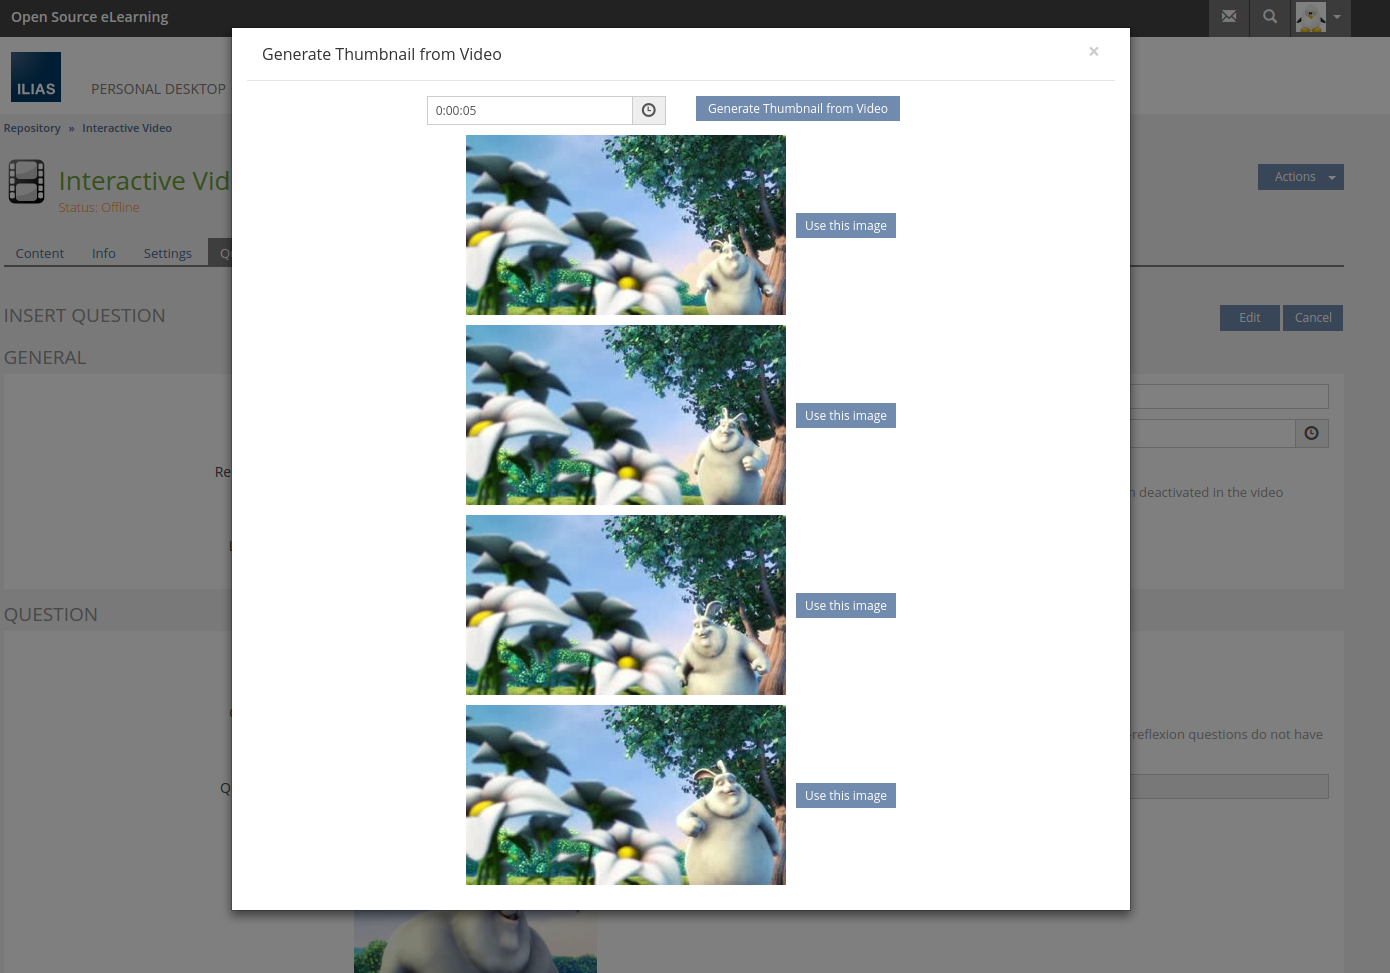 Open Source eLearning
Generate Thumbnail from Video
×
ILIAS
PERSONAL DESKTOP
0:00:05
Generate Thumbnail from Video
Repository » Interactive Video
Interactive Vid
Status: Offline
Actions
Use this image
Content
Info
Settings
INSERT QUESTION
Edit
Cancel
GENERAL
Use this image
Re
deactivated in the video
Use this image
QUESTION
-reflexion questions do not have
Q
Use this image